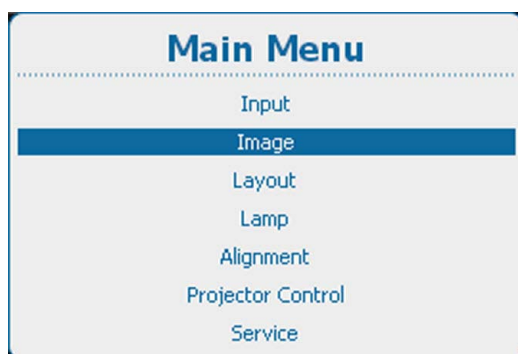 Main Menu
Input
Image
Layout
Lamp
Alignment
Projector Control
Service